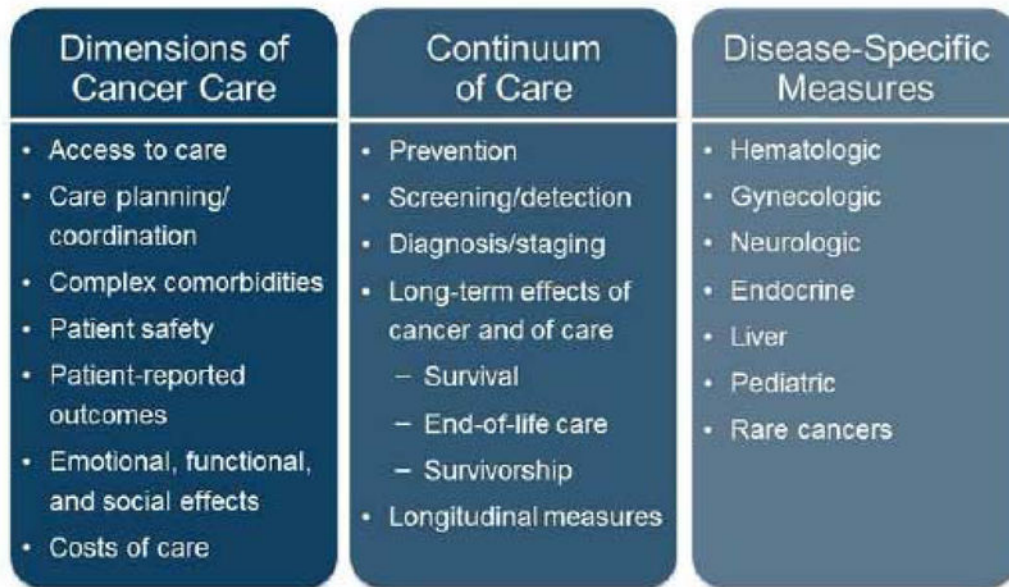 Dimensions of
Cancer Care
• Access to care
• Care planning/
coordination
• Complex comorbidities
• Patient safety
• Patient-reported
outcomes
• Emotional, functional,
and social effects
• Costs of care
Continuum
of Care
• Prevention
• Screening/detection
• Diagnosis/staging
• Long-term effects of
cancer and of care
– Survival
– End-of-life care
– Survivorship
• Longitudinal measures
Disease-Specific
Measures
• Hematologic
• Gynecologic
• Neurologic
• Endocrine
• Liver
• Pediatric
• Rare cancers